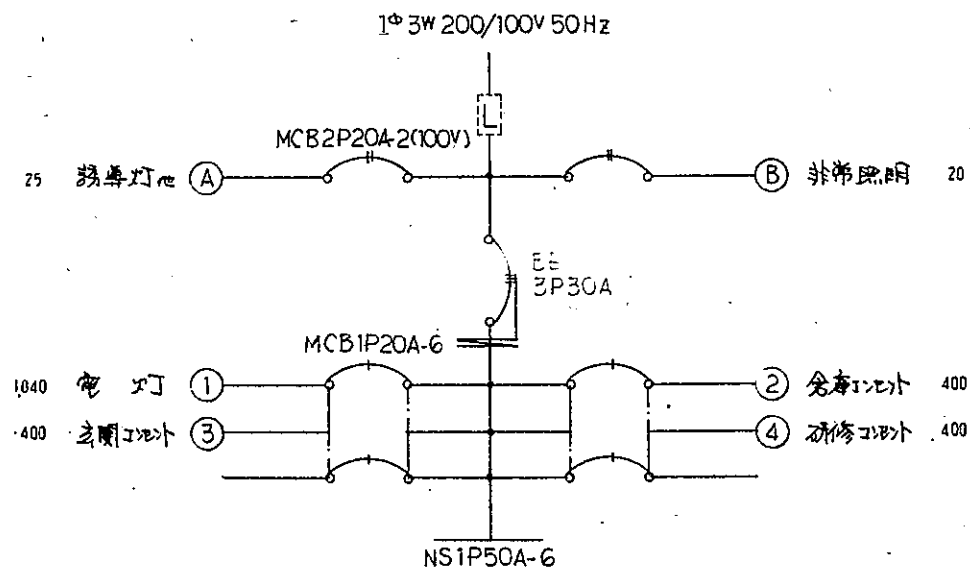 1Φ3W 200/100V 50Hz
L
MCB2P20A-2(100V)
25 誘導灯他 A B 非常照明 20
EE
3P30A
MCB1P20A-6
1,040 電灯 1 2 倉庫コンセント 400
400 玄関コンセント 3 4 研修コンセント 400
NS1P50A-6